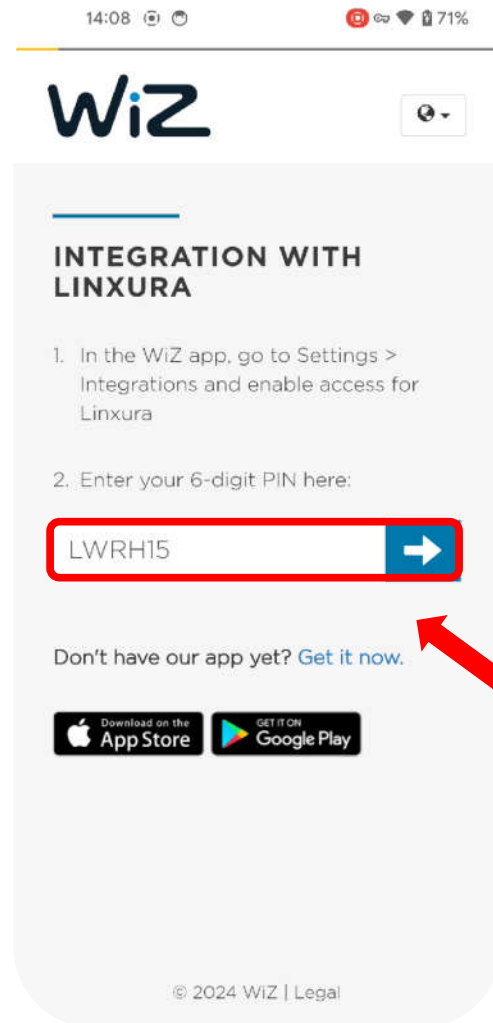 14:08 71%
WiZ
INTEGRATION WITH
LINXURA
1. In the WiZ app, go to Settings >
Integrations and enable access for
Linxura
2. Enter your 6-digit PIN here:
LWRH15
Don't have our app yet? Get it now.
Download on the
App Store
GET IT ON
Google Play
© 2024 WiZ | Legal